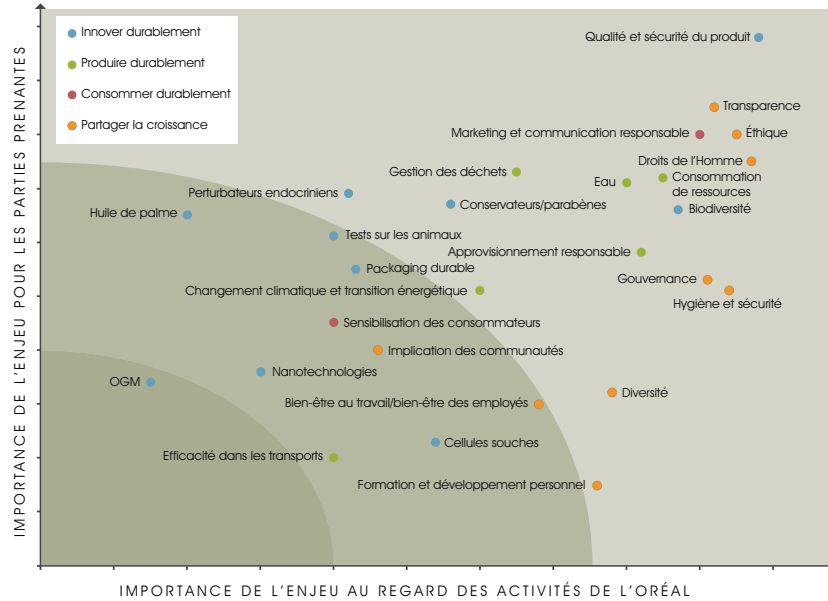 Innover durablement
Produire durablement
Consommer durablement
Partager la croissance
IMPORTANCE DE L'ENJEU POUR LES PARTIES PRENANTES
Qualité et sécurité du produit
Transparence
Marketing et communication responsable
Éthique
Droits de l'Homme
Gestion des déchets
Eau
Consommation
de ressources
Perturbateurs endocriniens
Conservateurs/parabènes
Biodiversité
Huile de palme
Tests sur les animaux
Approvisionnement responsable
Packaging durable
Gouvernance
Changement climatique et transition énergétique
Hygiène et sécurité
Sensibilisation des consommateurs
Implication des communautés
Nanotechnologies
OGM
Diversité
Bien-être au travail/bien-être des employés
Cellules souches
Efficacité dans les transports
Formation et développement personnel
IMPORTANCE DE L'ENJEU AU REGARD DES ACTIVITÉS DE L'ORÉAL